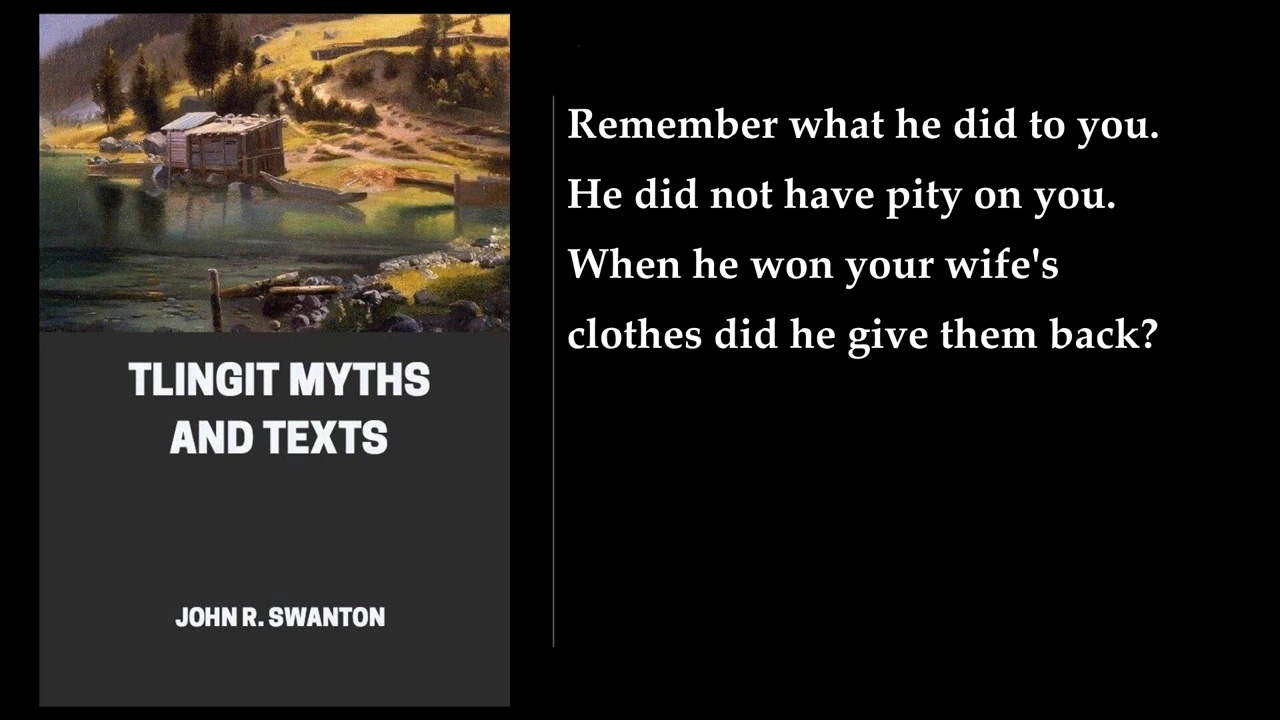 TLINGIT MYTHS
AND TEXTS
JOHN R. SWANTON
Remember what he did to you.
He did not have pity on you.
When he won your wife's
clothes did he give them back?